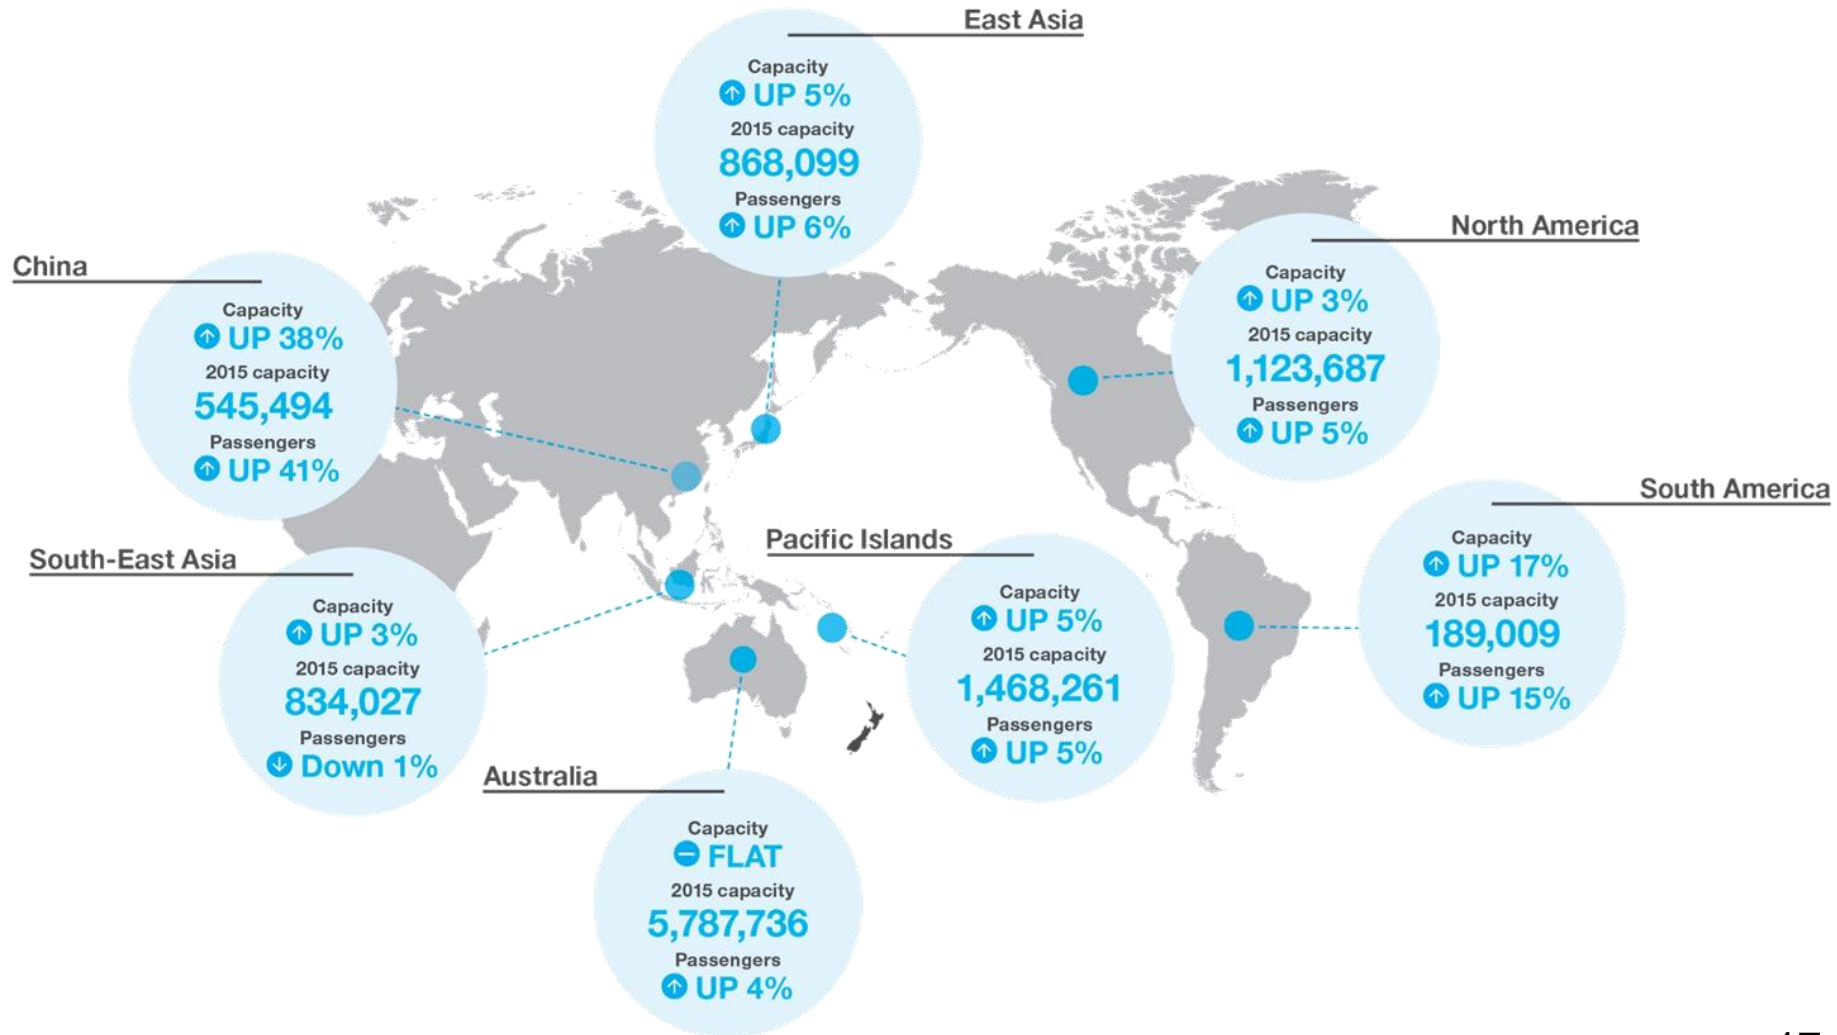 East Asia
Capacity
UP 5%
2015 capacity
868,099
Passengers
UP 6%
North America
Capacity
UP 3%
2015 capacity
1,123,687
Passengers
UP 5%
China
Capacity
UP 38%
2015 capacity
545,494
Passengers
UP 41%
South America
Capacity
UP 17%
2015 capacity
189,009
Passengers
UP 15%
Pacific Islands
Capacity
UP 5%
2015 capacity
1,468,261
Passengers
UP 5%
South-East Asia
Capacity
UP 3%
2015 capacity
834,027
Passengers
Down 1%
Australia
Capacity
FLAT
2015 capacity
5,787,736
Passengers
UP 4%